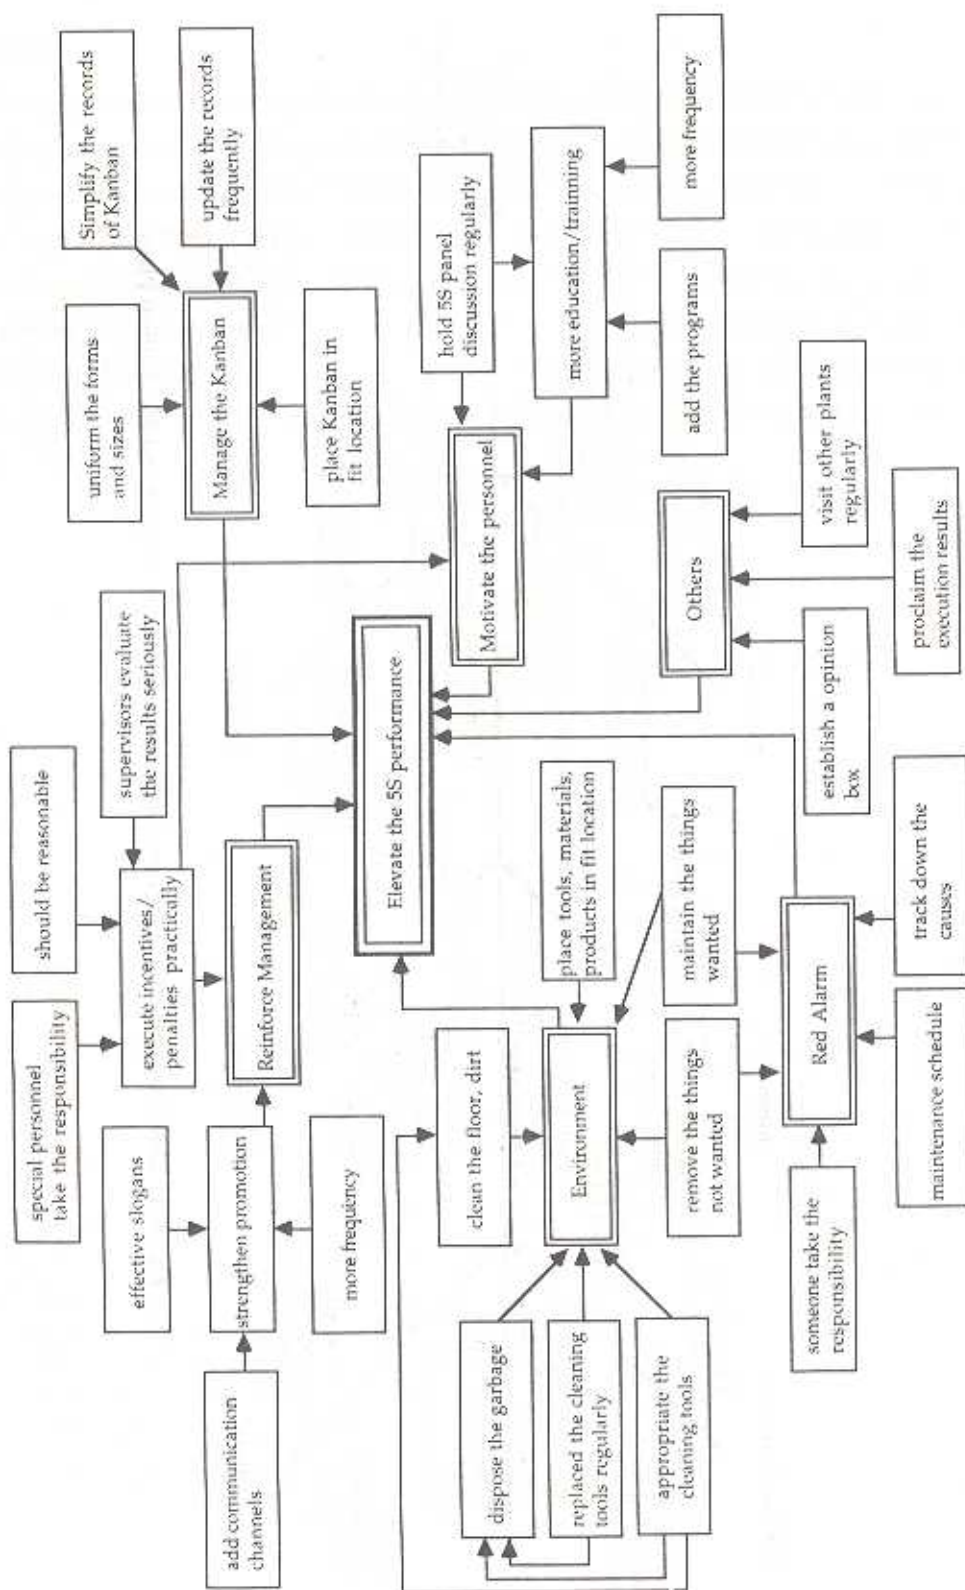 special personnel
take the responsibility
should be reasonable
supervisors evaluate
the results seriously
uniform the forms
and sizes
Simplify the records
of Kanban
update the records
frequently
effective slogans
execute incentives/
penalties practically
Manage the Kanban
add communication
channels
strengthen promotion
Reinforce Management
place Kanban in
fit location
more frequency
Elevate the 5S performance
hold 5S panel
discussion regularly
clean the floor, dirt
Motivate the personnel
more education/trainning
dispose the garbage
replaced the cleaning
tools regularly
appropriate the
cleaning tools
Environment
place tools, materials,
products in fit location
add the programs
more frequency
remove the things
not wanted
maintain the things
wanted
Others
someone take the
responsibility
Red Alarm
establish a opinion
box
visit other plants
regularly
maintenance schedule
track down the
causes
proclaim the
execution results